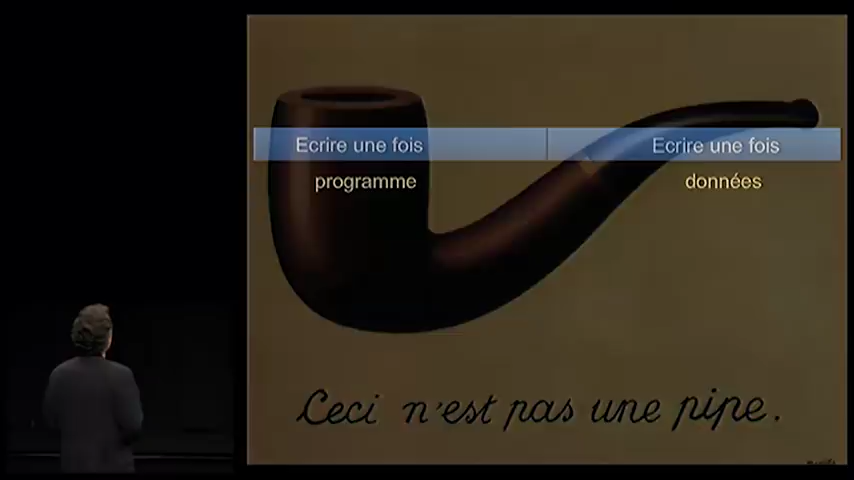 Ecrire une fois Ecrire une fois
programme données
Ceci n'est pas une pipe.